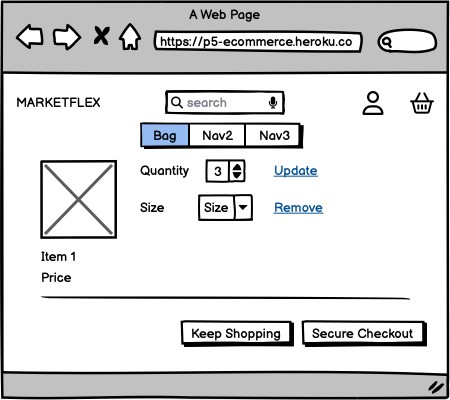 A Web Page
https://p5-ecommerce.heroku.co
MARKETFLEX
search
Bag Nav2 Nav3
Quantity 3 Update
Size Size Remove
Item 1
Price
Keep Shopping Secure Checkout